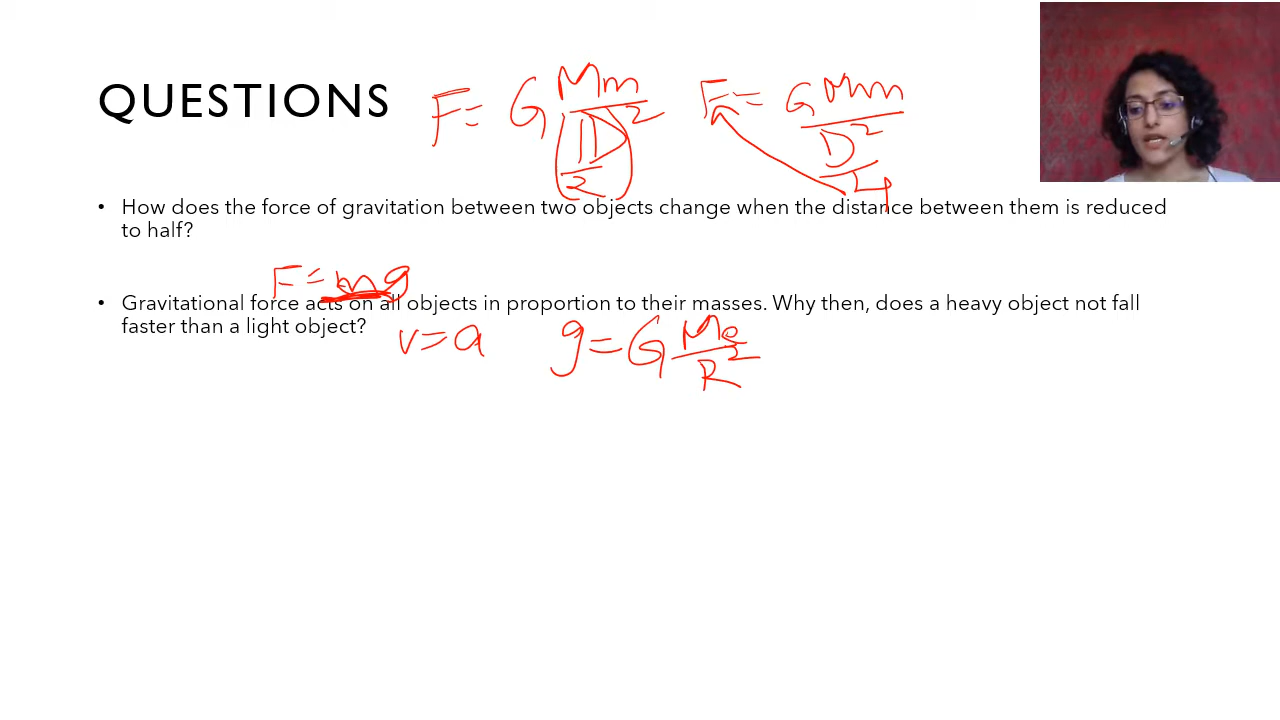 QUESTIONS
F = G Mm / (D/2)²
F = G Mm / D²/4
• How does the force of gravitation between two objects change when the distance between them is reduced
to half?
F = mg
• Gravitational force acts on all objects in proportion to their masses. Why then, does a heavy object not fall
faster than a light object?
v = a
g = G Me / R²